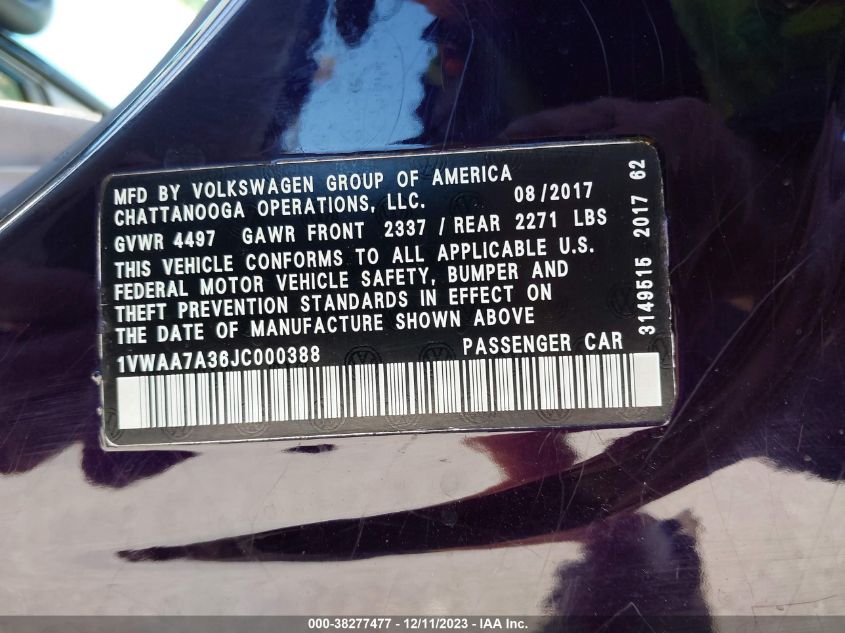 MFD BY VOLKSWAGEN GROUP OF AMERICA
CHATTANOOGA OPERATIONS, LLC. 08/2017
GVWR 4497 GAWR FRONT 2337 / REAR 2271 LBS
THIS VEHICLE CONFORMS TO ALL APPLICABLE U.S.
FEDERAL MOTOR VEHICLE SAFETY, BUMPER AND
THEFT PREVENTION STANDARDS IN EFFECT ON
THE DATE OF MANUFACTURE SHOWN ABOVE
1VWAA7A36JC000388 PASSENGER CAR
3149515 2017 62
000-38277477 - 12/11/2023 - IAA Inc.